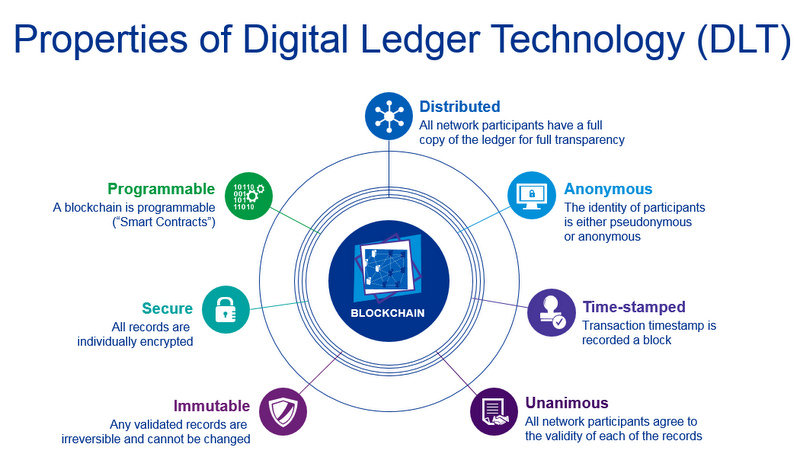 Properties of Digital Ledger Technology (DLT)
Distributed
All network participants have a full
copy of the ledger for full transparency
Programmable
A blockchain is programmable
(“Smart Contracts”)
10110
001
101
11010
Anonymous
The identity of participants
is either pseudonymous
or anonymous
BLOCKCHAIN
Secure
All records are
individually encrypted
Time-stamped
Transaction timestamp is
recorded a block
Immutable
Any validated records are
irreversible and cannot be changed
Unanimous
All network participants agree to
the validity of each of the records